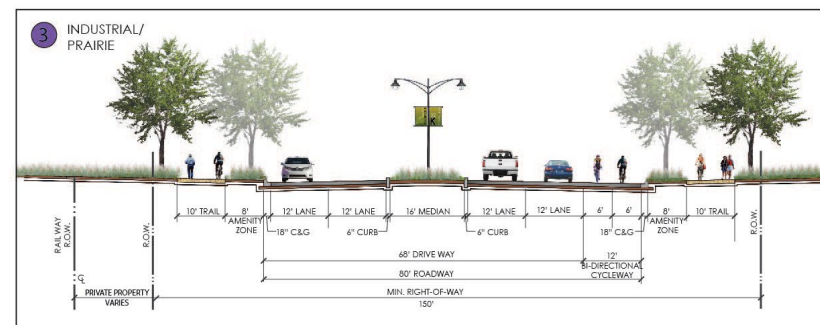 3
INDUSTRIAL/
PRAIRIE
K
10' TRAIL
8'
AMENITY
ZONE
12' LANE
12' LANE
16' MEDIAN
12' LANE
12' LANE
6'
6'
8'
AMENITY
ZONE
10' TRAIL
18" C&G
6" CURB
6" CURB
18" C&G
RAIL WAY
R.O.W.
R.O.W.
R.O.W.
68' DRIVE WAY
12'
BI-DIRECTIONAL
CYCLEWAY
80' ROADWAY
PRIVATE PROPERTY
VARIES
MIN. RIGHT-OF-WAY
150'